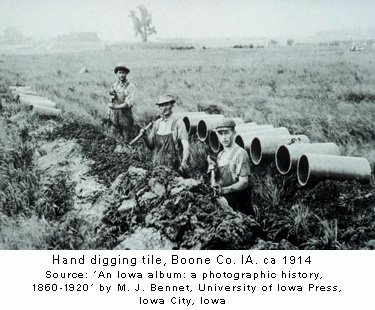 Hand digging tile, Boone Co. IA. ca 1914
Source: ´An Iowa album: a photographic history,
1860-1920´ by M. J. Bennet, University of Iowa Press,
Iowa City, Iowa